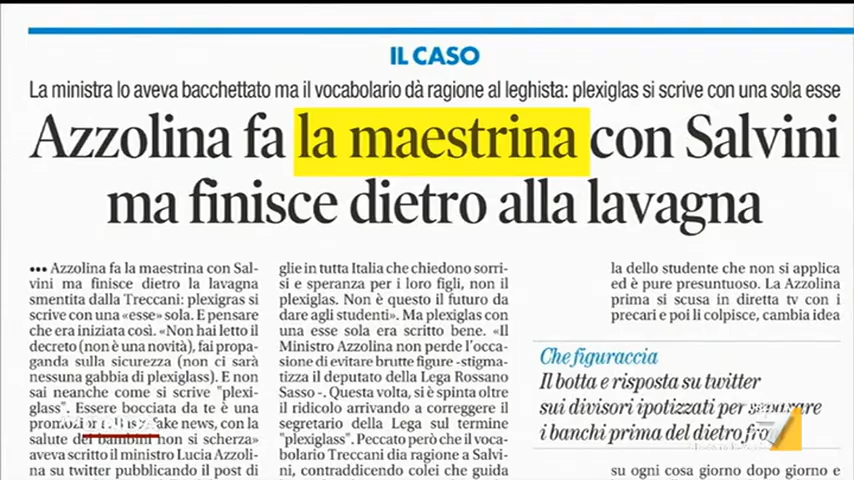 IL CASO
La ministra lo aveva bacchettato ma il vocabolario dà ragione al leghista: plexiglas si scrive con una sola esse
Azzolina fa la maestrina con Salvini
ma finisce dietro alla lavagna
••• Azzolina fa la maestrina con Sal-
vini ma finisce dietro la lavagna
smentita dalla Treccani: plexigras si
scrive con una «esse» sola. E pensare
che era iniziata così. «Non hai letto il
decreto (non è una novità), fai propa-
ganda sulla sicurezza (non ci sarà
nessuna gabbia di plexiglass). E non
sai neanche come si scrive "plexi-
glass". Essere bocciata da te è una
fake news, con la
salute dei bambini non si scherza»
aveva scritto il ministro Lucia Azzoli-
na su twitter pubblicando il post di
glie in tutta Italia che chiedono sorri-
si e speranza per i loro figli, non il
plexiglas. Non è questo il futuro da
dare agli studenti». Ma plexiglas con
una esse sola era scritto bene. «Il
Ministro Azzolina non perde l'occa-
sione di evitare brutte figure -stigma-
tizza il deputato della Lega Rossano
Sasso -. Questa volta, si è spinta oltre
il ridicolo arrivando a correggere il
segretario della Lega sul termine
"plexiglass". Peccato però che il voca-
bolario Treccani dia ragione a Salvi-
ni, contraddicendo colei che guida
la dello studente che non si applica
ed è pure presuntuoso. La Azzolina
prima si scusa in diretta tv con i
precari e poi li colpisce, cambia idea
Che figuraccia
Il botta e risposta su twitter
sui divisori ipotizzati per separare
i banchi prima del dietro
su ogni cosa giorno dopo giorno e